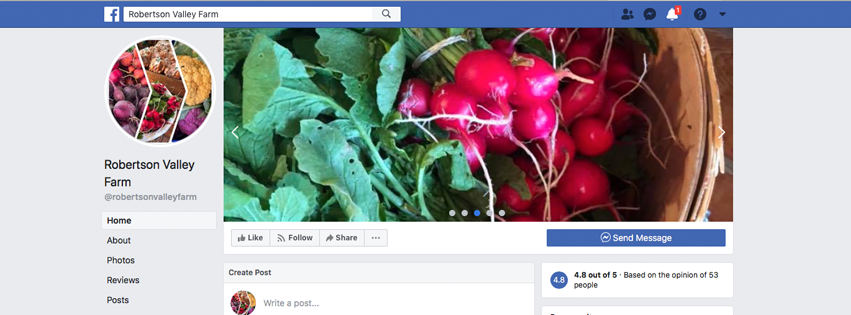 Robertson Valley Farm
1
Robertson Valley
Farm
@robertsonvalleyfarm
Home
About
Photos
Reviews
Posts
Like
Follow
Share
Send Message
Create Post
Write a post...
4.8
4.8 out of 5 · Based on the opinion of 53
people